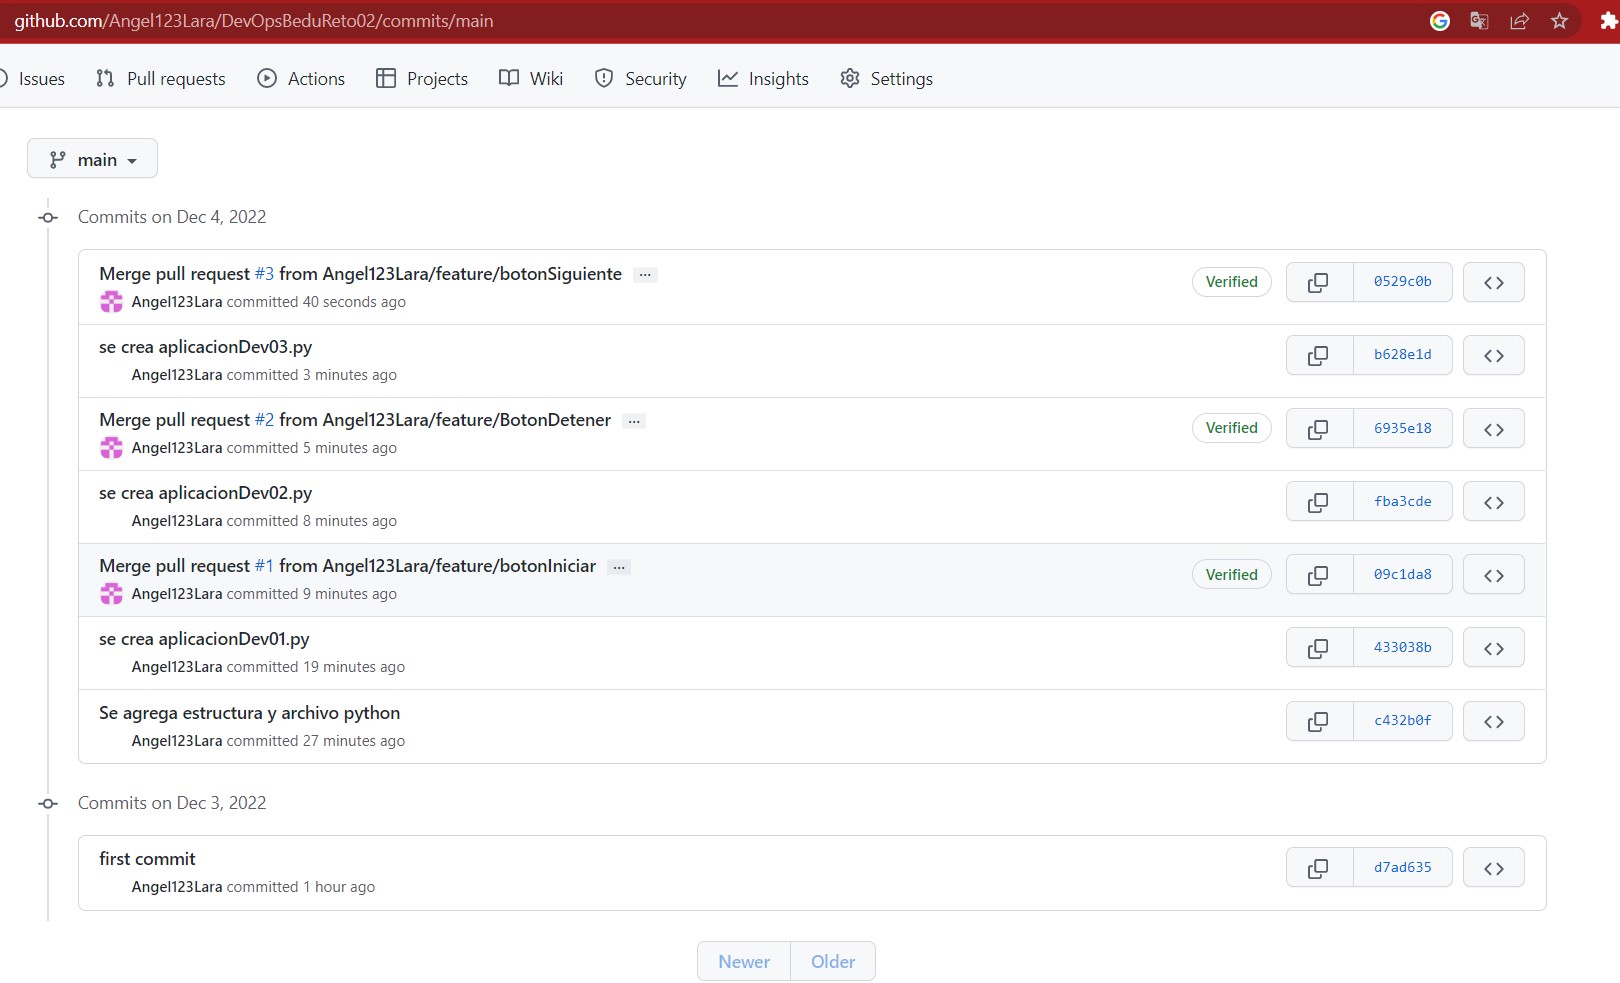 github.com/Angel123Lara/DevOpsBeduReto02/commits/main
Issues Pull requests Actions Projects Wiki Security Insights Settings
main
Commits on Dec 4, 2022
Merge pull request #3 from Angel123Lara/feature/botonSiguiente ...
Angel123Lara committed 40 seconds ago
Verified
0529c0b
se crea aplicacionDev03.py
Angel123Lara committed 3 minutes ago
b628e1d
Merge pull request #2 from Angel123Lara/feature/BotonDetener ...
Angel123Lara committed 5 minutes ago
Verified
6935e18
se crea aplicacionDev02.py
Angel123Lara committed 8 minutes ago
fba3cde
Merge pull request #1 from Angel123Lara/feature/botonIniciar ...
Angel123Lara committed 9 minutes ago
Verified
09c1da8
se crea aplicacionDev01.py
Angel123Lara committed 19 minutes ago
433038b
Se agrega estructura y archivo python
Angel123Lara committed 27 minutes ago
c432b0f
Commits on Dec 3, 2022
first commit
Angel123Lara committed 1 hour ago
d7ad635
Newer Older